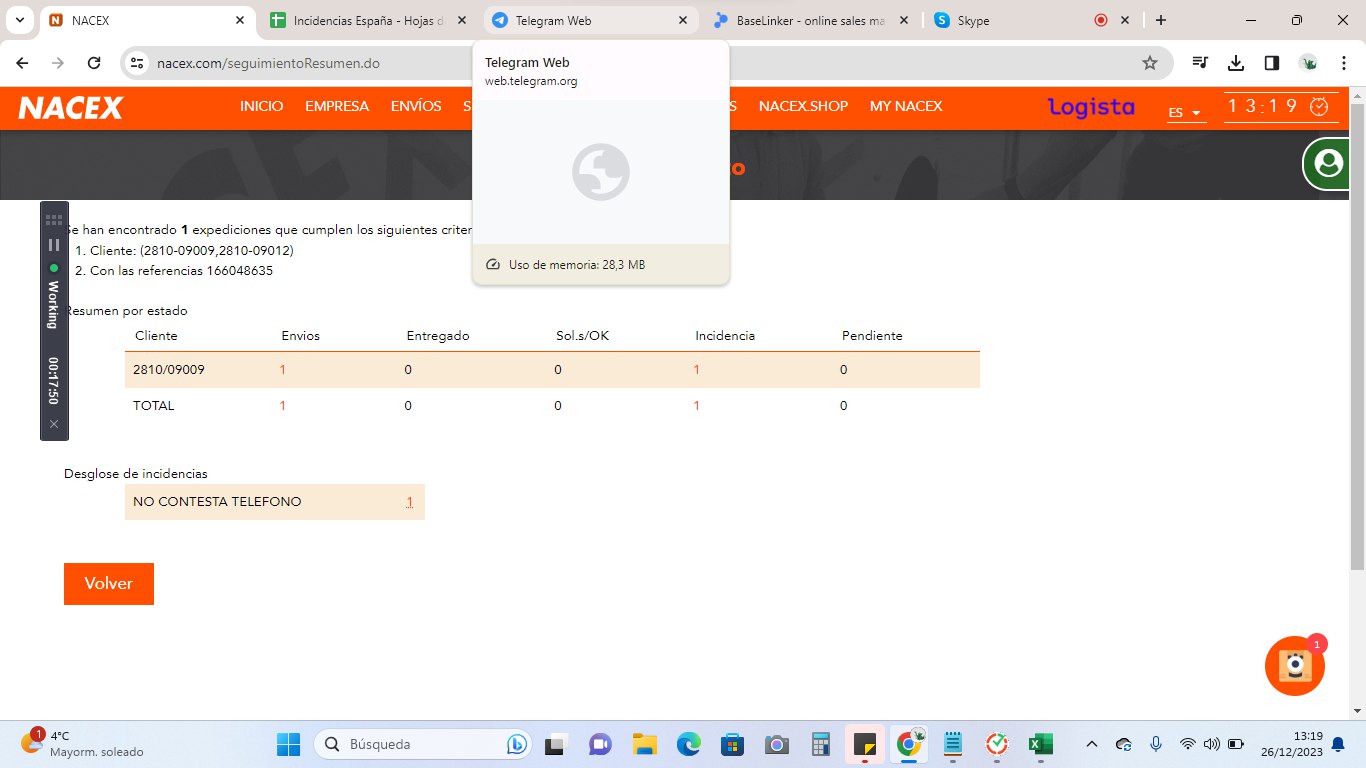 NACEX
Incidencias España - Hojas d
Telegram Web
BaseLinker - online sales ma
Skype
nacex.com/seguimientoResumen.do
Telegram Web
web.telegram.org
Uso de memoria: 28,3 MB
NACEX
INICIO EMPRESA ENVÍOS S S NACEX.SHOP MY NACEX
logista
ES
13:19
to
Se han encontrado 1 expediciones que cumplen los siguientes criter
1. Cliente: (2810-09009,2810-09012)
2. Con las referencias 166048635
Working
00:17:50
Resumen por estado
Cliente Envios Entregado Sol.s/OK Incidencia Pendiente
2810/09009 1 0 0 1 0
TOTAL 1 0 0 1 0
Desglose de incidencias
NO CONTESTA TELEFONO 1
Volver
1
1
4°C
Mayorm. soleado
Búsqueda
13:19
26/12/2023